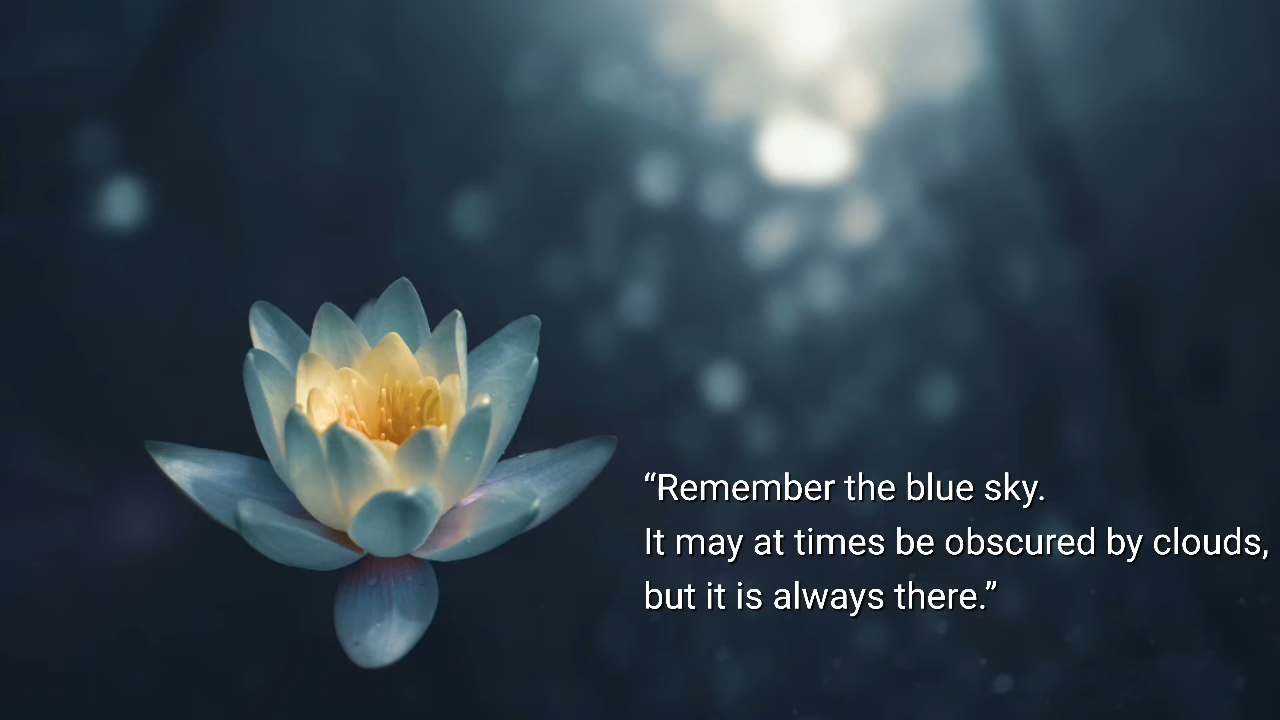 “Remember the blue sky.
It may at times be obscured by clouds,
but it is always there.”